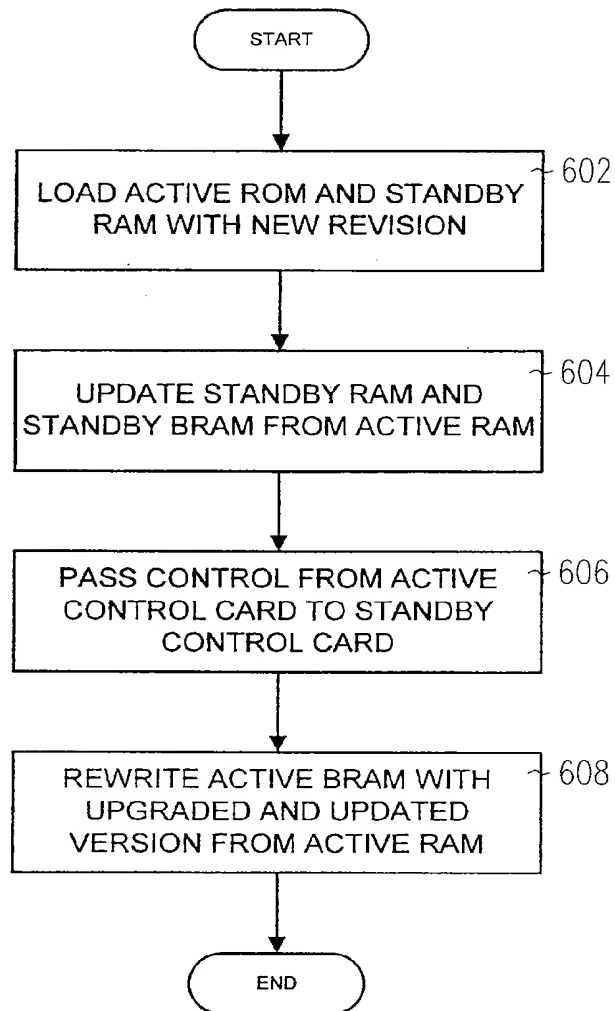 START
602
LOAD ACTIVE ROM AND STANDBY
RAM WITH NEW REVISION
604
UPDATE STANDBY RAM AND
STANDBY BRAM FROM ACTIVE RAM
606
PASS CONTROL FROM ACTIVE
CONTROL CARD TO STANDBY
CONTROL CARD
608
REWRITE ACTIVE BRAM WITH
UPGRADED AND UPDATED
VERSION FROM ACTIVE RAM
END